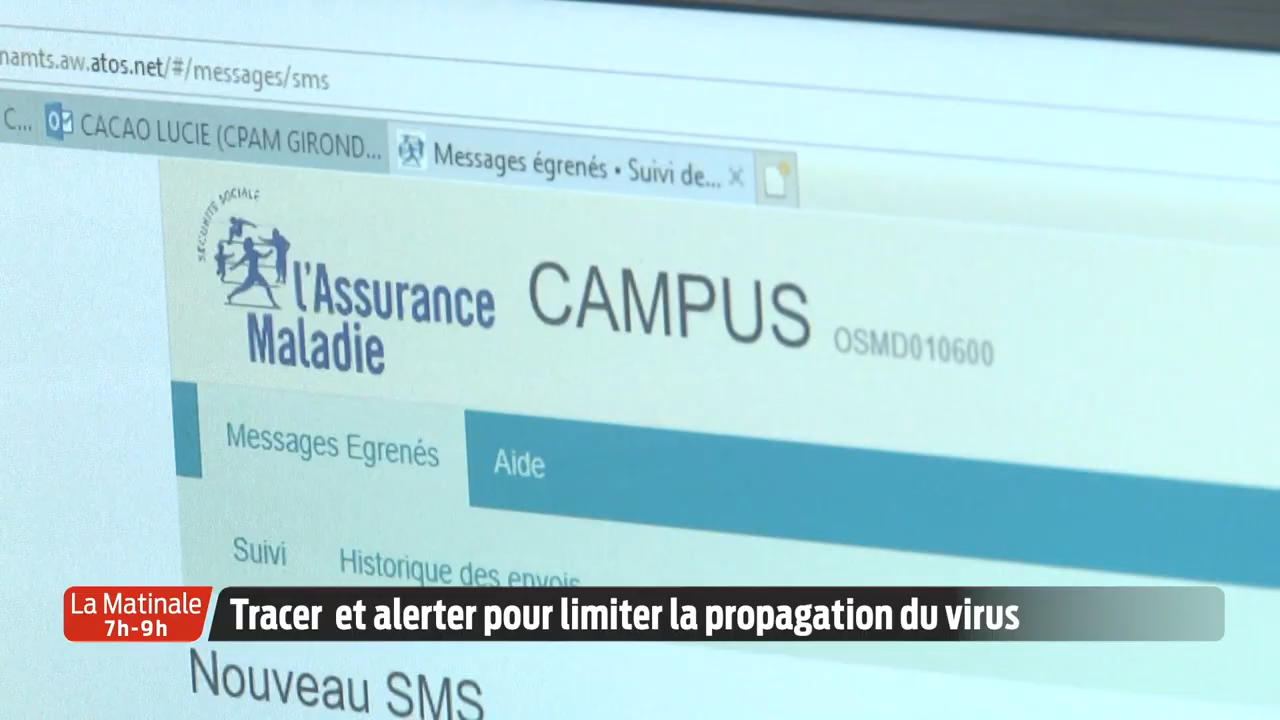 namts.aw.atos.net/#/messages/sms
C... CACAO LUCIE (CPAM GIROND... Messages égrenés • Suivi de...
SÉCURITÉ SOCIALE
l'Assurance
Maladie
CAMPUS OSMD010600
Messages Egrenés Aide
Suivi Historique des envois
La Matinale
7h-9h
Tracer et alerter pour limiter la propagation du virus
Nouveau SMS